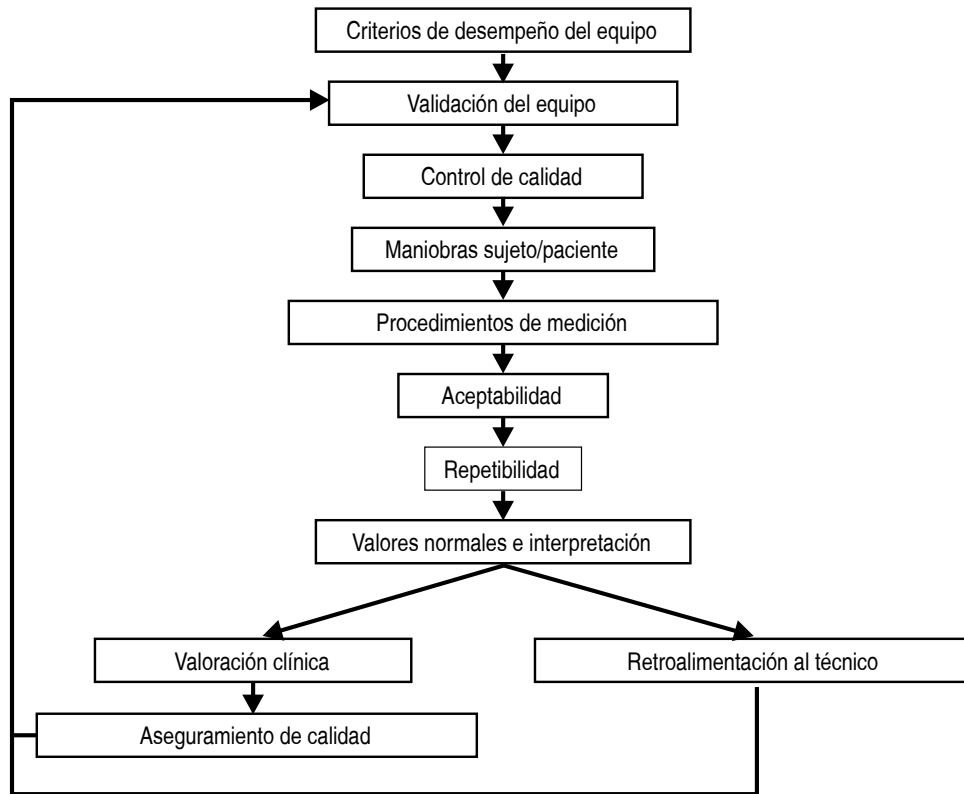 Criterios de desempeño del equipo
Validación del equipo
Control de calidad
Maniobras sujeto/paciente
Procedimientos de medición
Aceptabilidad
Repetibilidad
Valores normales e interpretación
Valoración clínica
Retroalimentación al técnico
Aseguramiento de calidad